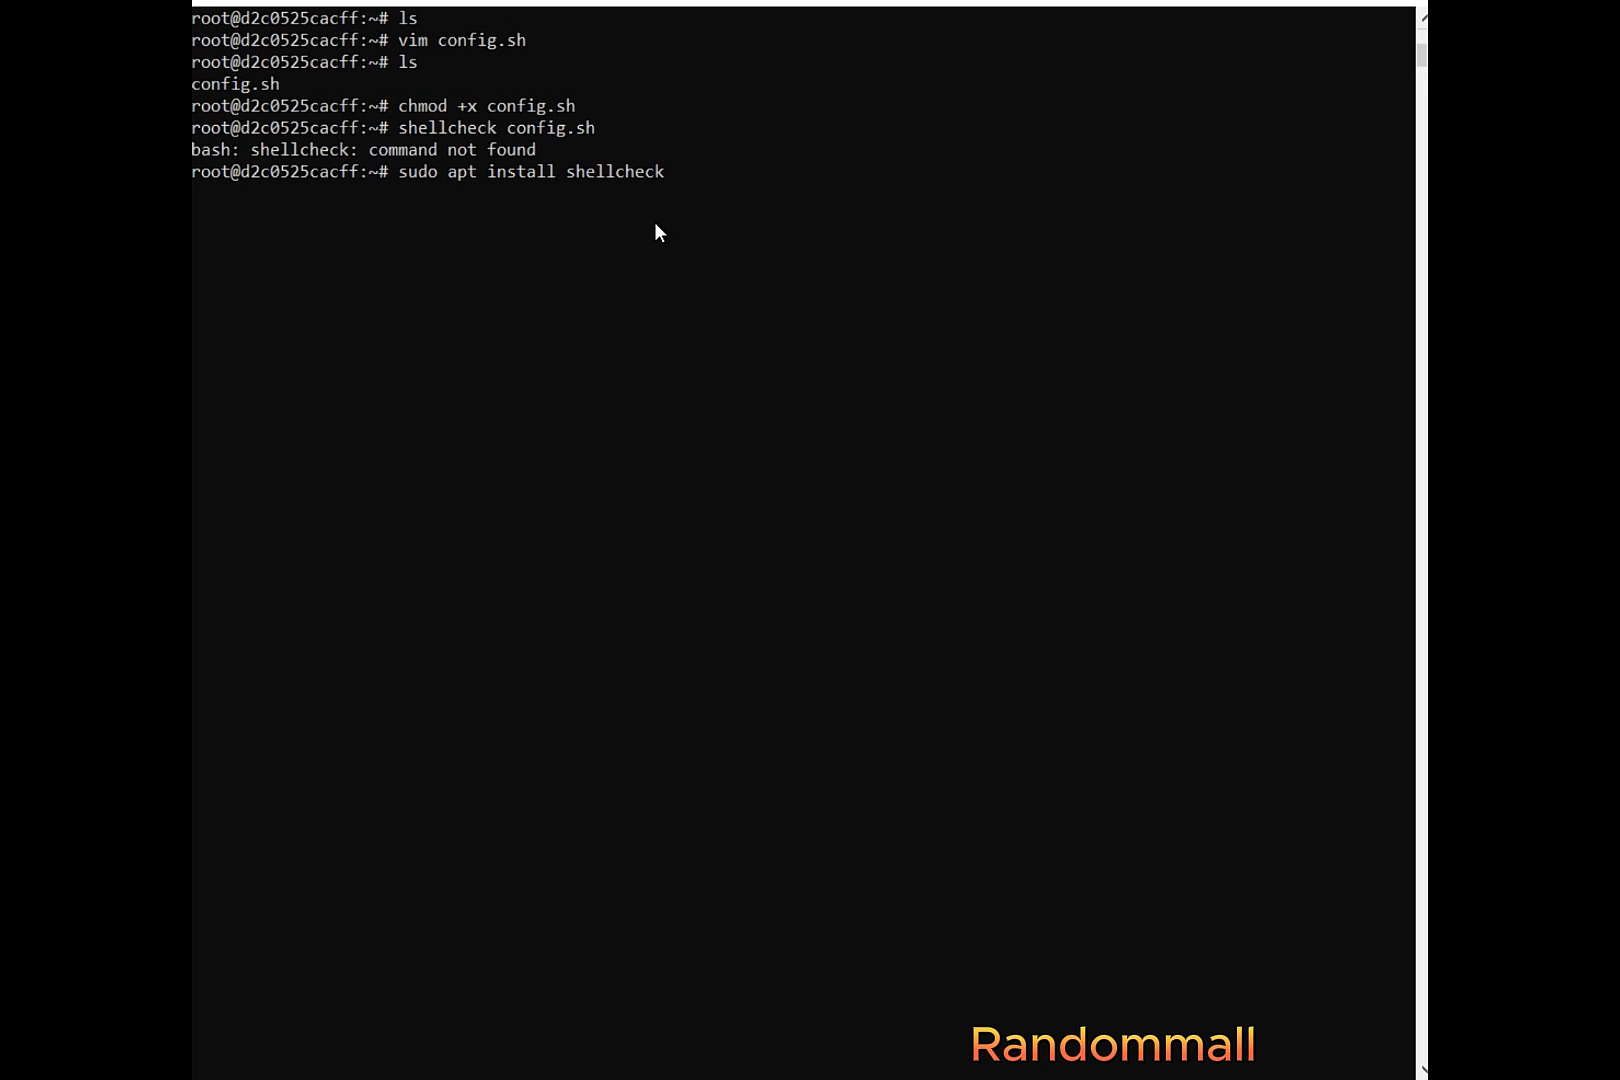 root@d2c0525cacff:~# ls
root@d2c0525cacff:~# vim config.sh
root@d2c0525cacff:~# ls
config.sh
root@d2c0525cacff:~# chmod +x config.sh
root@d2c0525cacff:~# shellcheck config.sh
bash: shellcheck: command not found
root@d2c0525cacff:~# sudo apt install shellcheck
Randommall